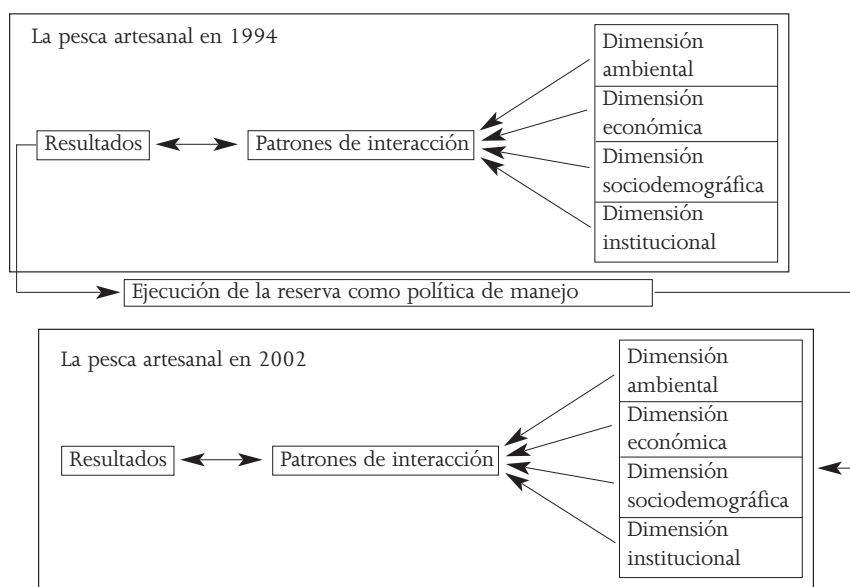 La pesca artesanal en 1994
Dimensión
ambiental
Dimensión
económica
Resultados
Patrones de interacción
Dimensión
sociodemográfica
Dimensión
institucional
Ejecución de la reserva como política de manejo
La pesca artesanal en 2002
Dimensión
ambiental
Dimensión
económica
Resultados
Patrones de interacción
Dimensión
sociodemográfica
Dimensión
institucional